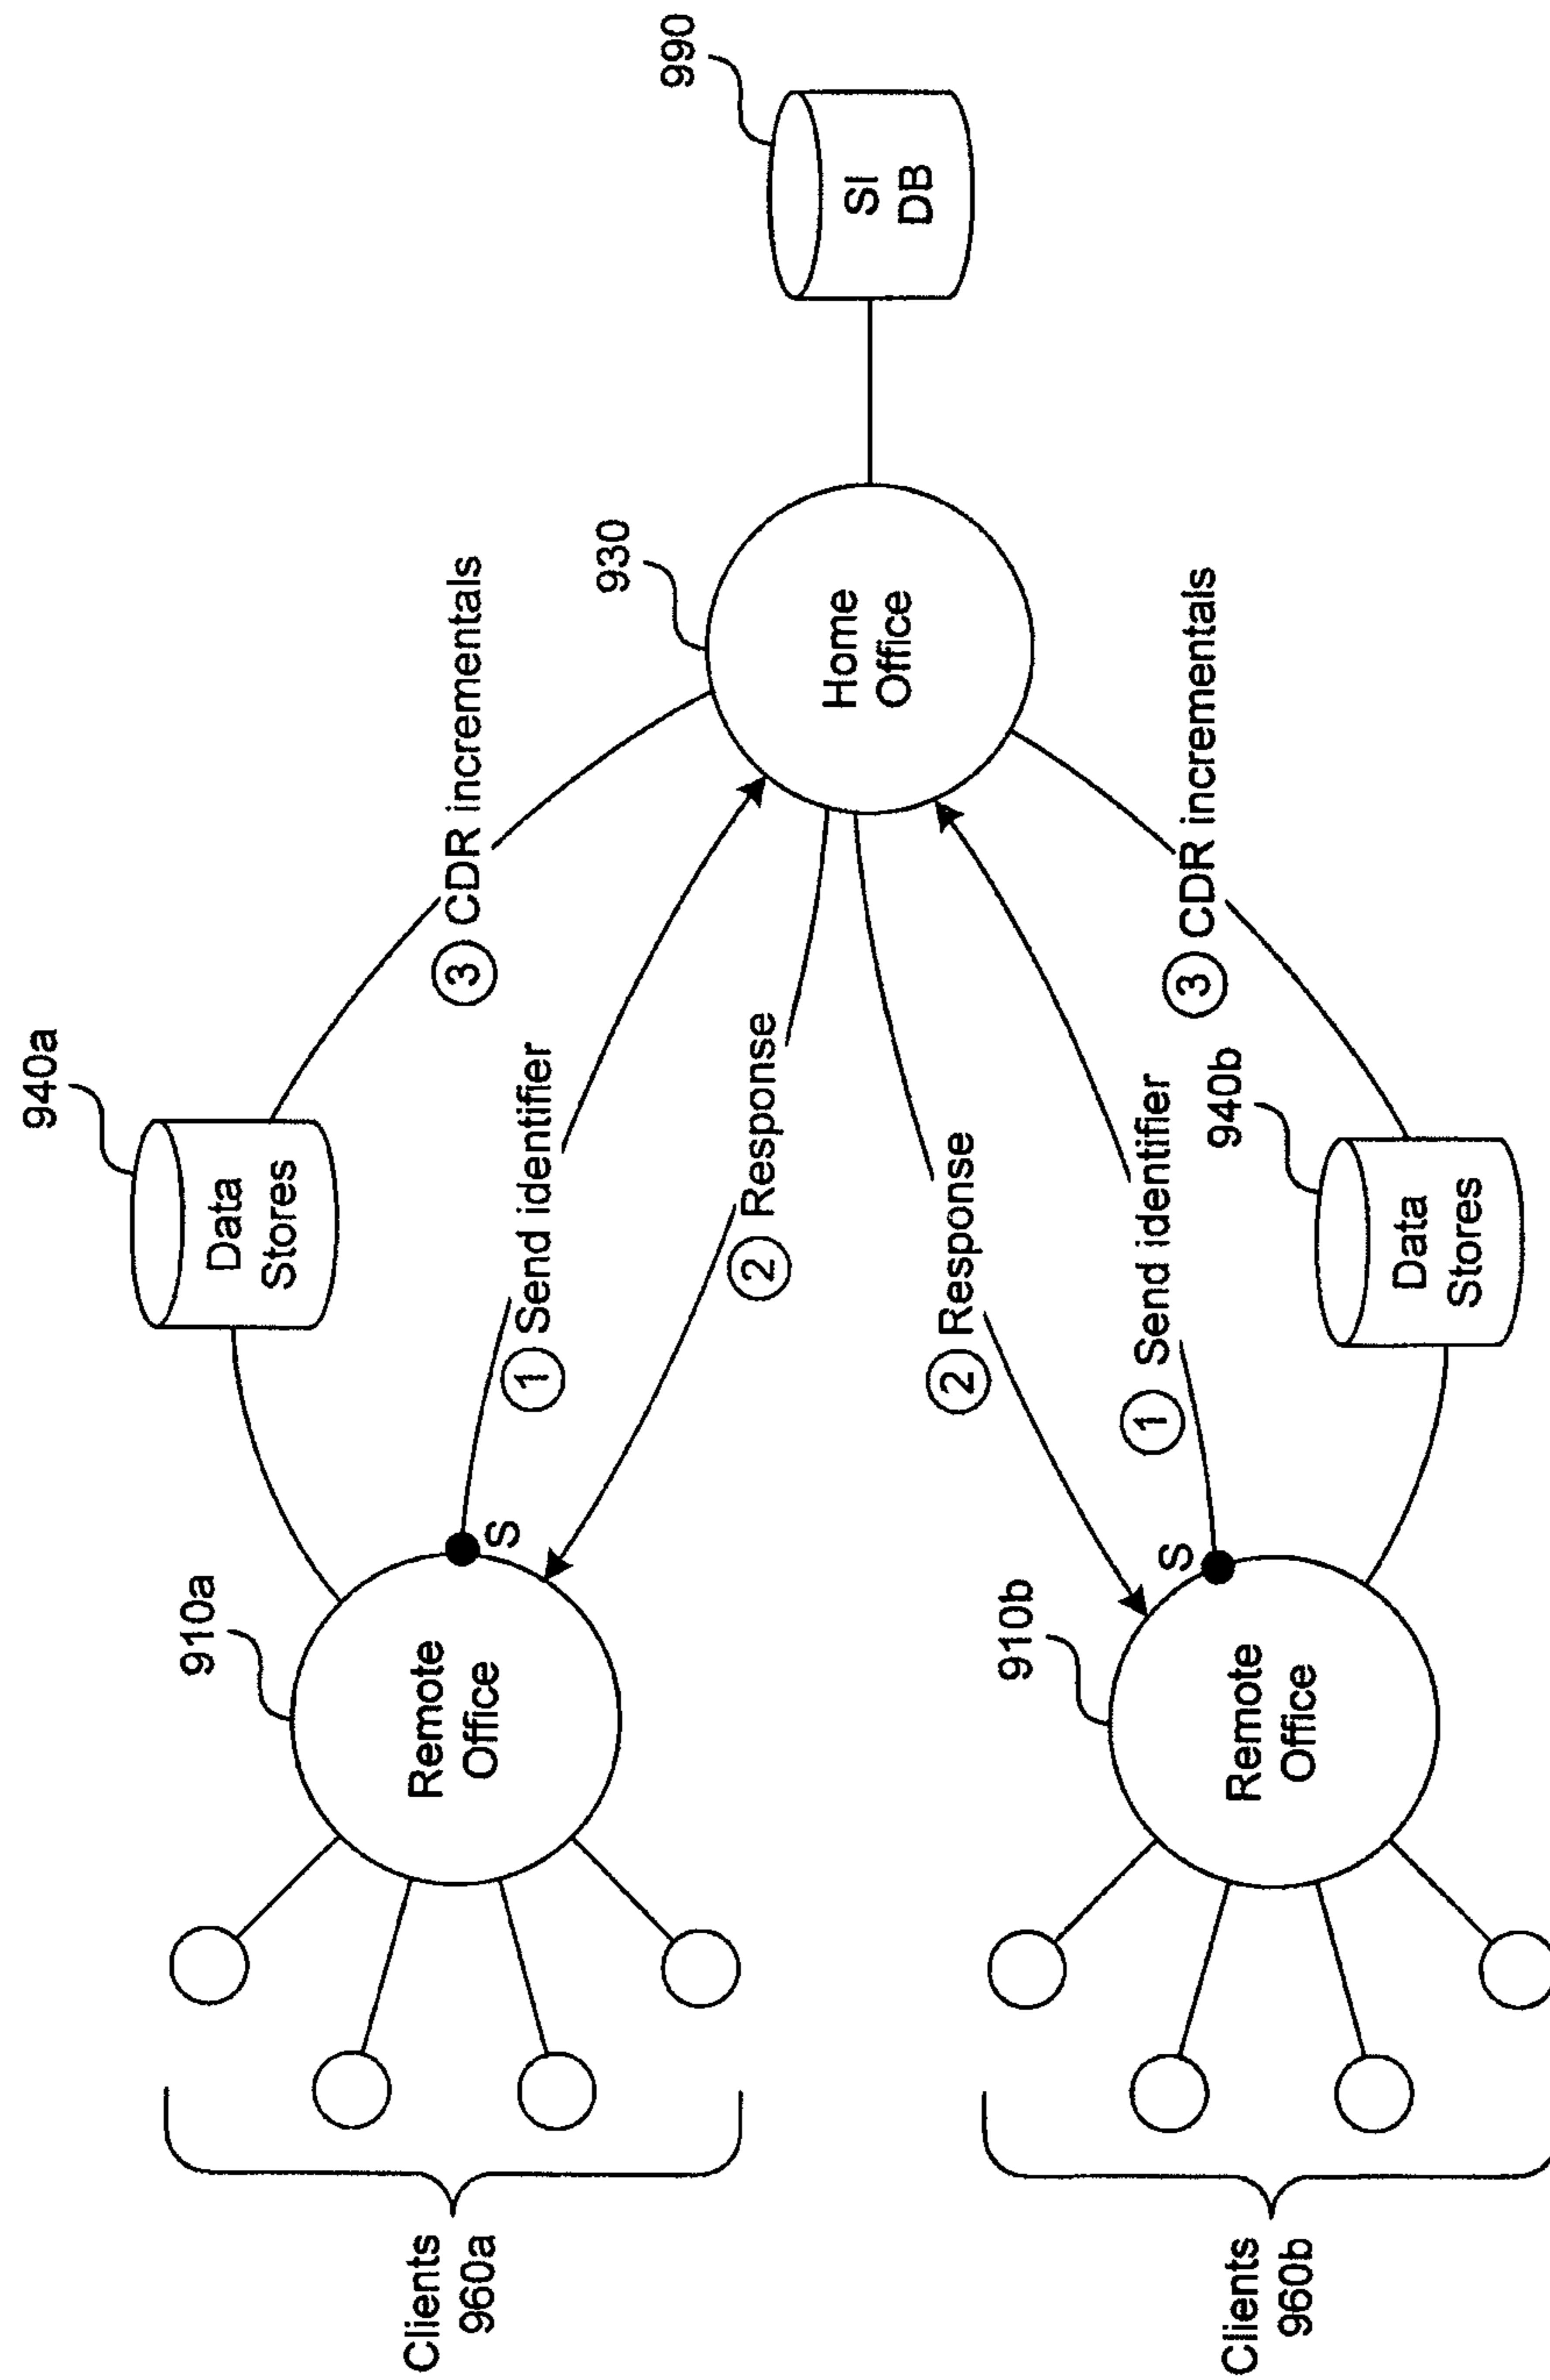 940a
Data
Stores
3 CDR incrementals
1 Send identifier
910a
S
Remote
Office
2 Response
Clients
960a
930
Home
Office
990
SI
DB
2 Response
910b
S
Remote
Office
1 Send identifier
3 CDR incrementals
940b
Data
Stores
Clients
960b